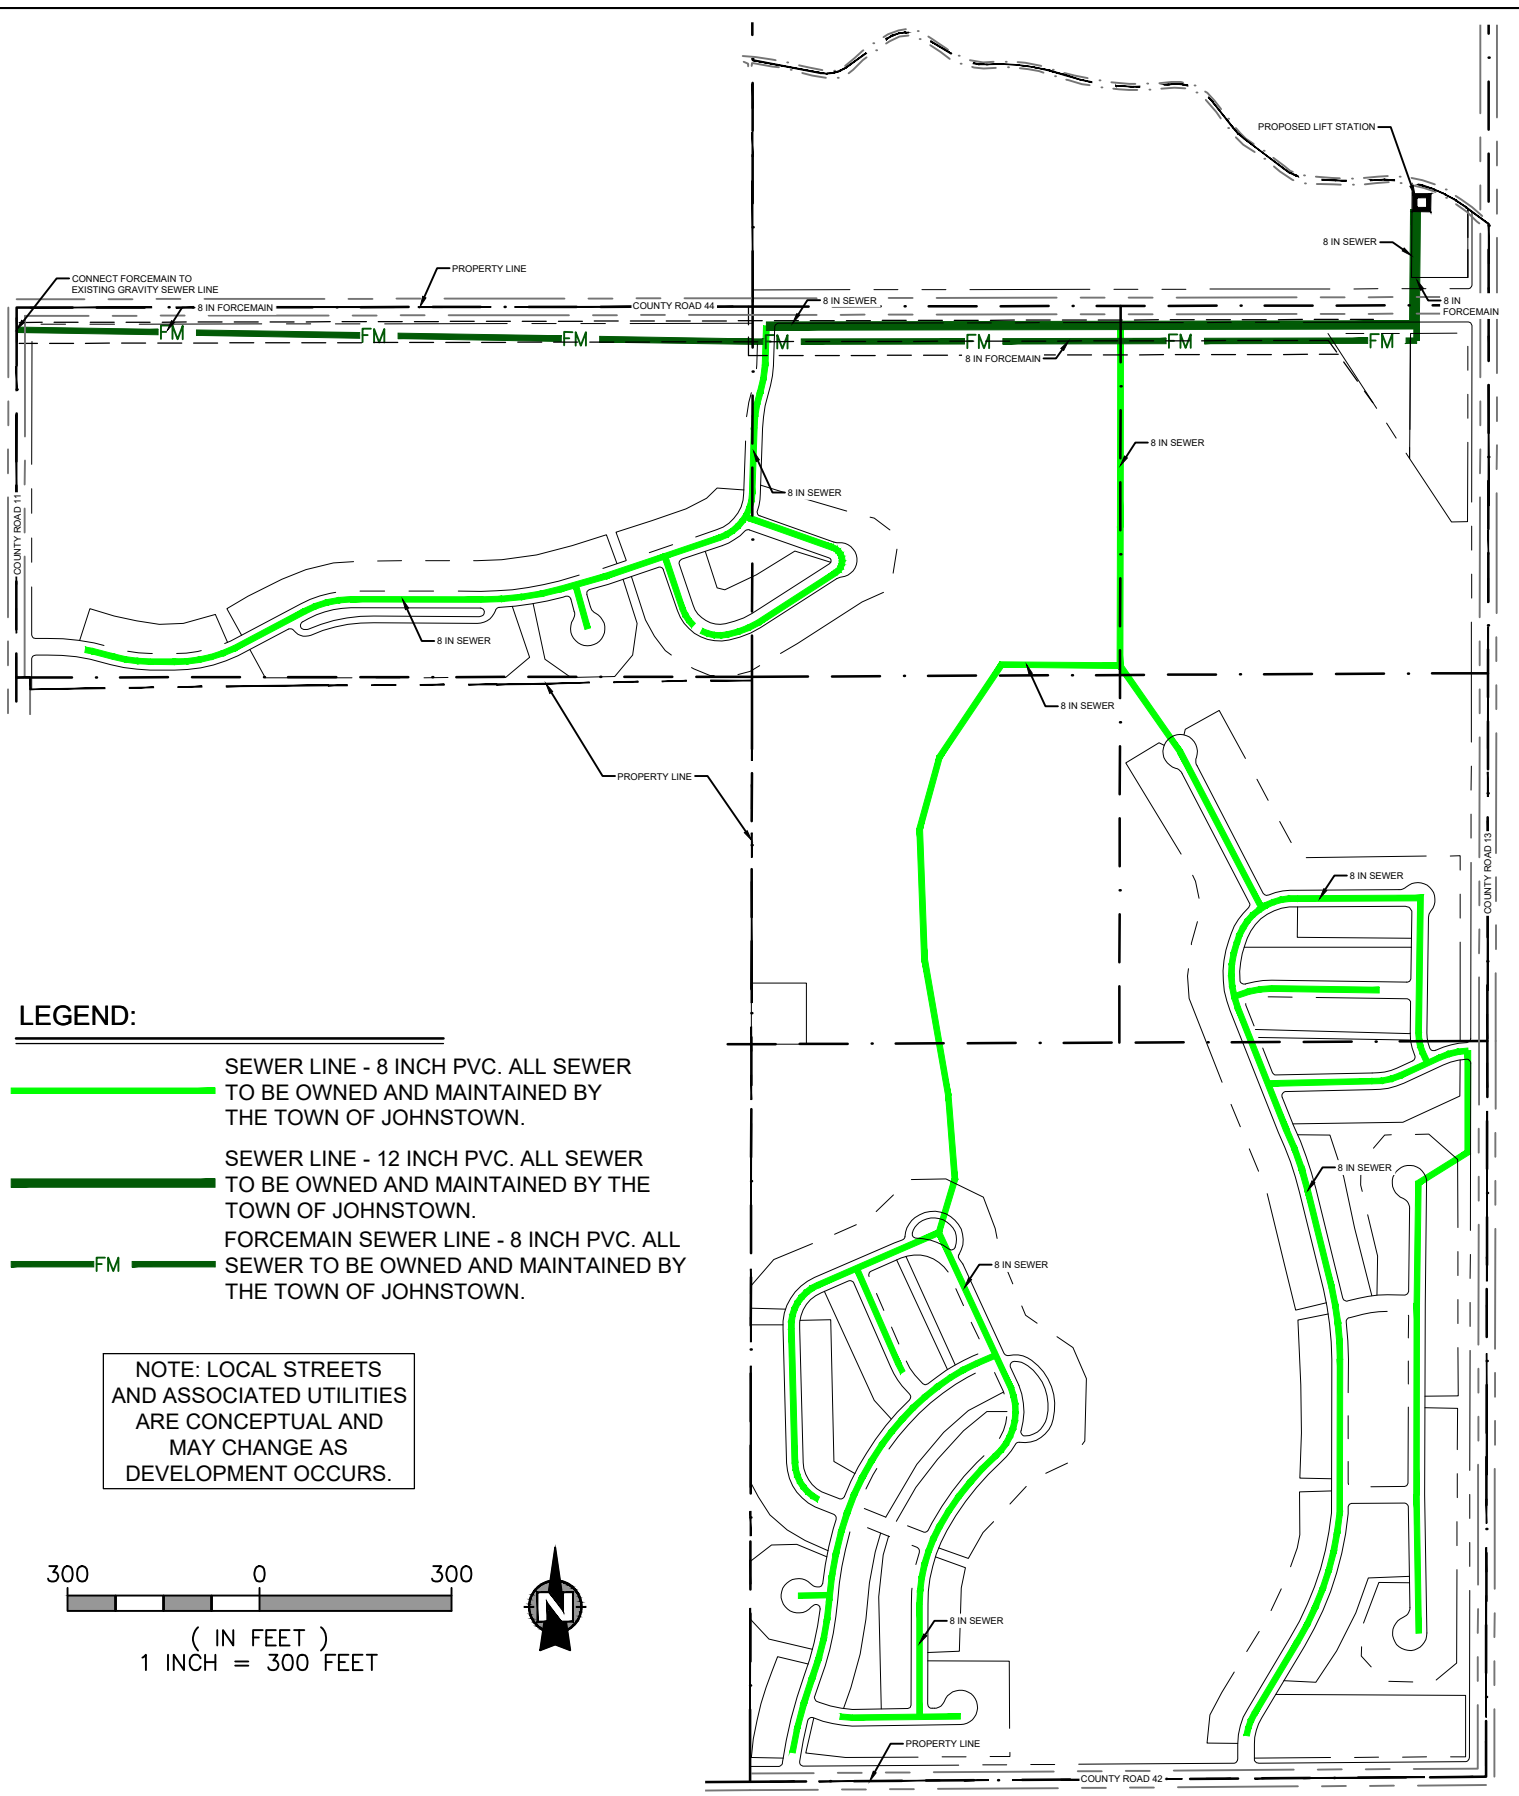 PROPOSED LIFT STATION
8 IN SEWER
CONNECT FORCEMAIN TO
EXISTING GRAVITY SEWER LINE
PROPERTY LINE
8 IN FORCEMAIN
COUNTY ROAD 44
8 IN SEWER
8 IN
FORCEMAIN
FM
FM
FM
FM
FM
FM
FM
8 IN FORCEMAIN
8 IN SEWER
8 IN SEWER
COUNTY ROAD 11
8 IN SEWER
8 IN SEWER
PROPERTY LINE
COUNTY ROAD 13
8 IN SEWER
LEGEND:
SEWER LINE - 8 INCH PVC. ALL SEWER
TO BE OWNED AND MAINTAINED BY
THE TOWN OF JOHNSTOWN.
SEWER LINE - 12 INCH PVC. ALL SEWER
TO BE OWNED AND MAINTAINED BY THE
TOWN OF JOHNSTOWN.
FM
FORCEMAIN SEWER LINE - 8 INCH PVC. ALL
SEWER TO BE OWNED AND MAINTAINED BY
THE TOWN OF JOHNSTOWN.
8 IN SEWER
8 IN SEWER
NOTE: LOCAL STREETS
AND ASSOCIATED UTILITIES
ARE CONCEPTUAL AND
MAY CHANGE AS
DEVELOPMENT OCCURS.
300 0 300
( IN FEET )
1 INCH = 300 FEET
N
8 IN SEWER
PROPERTY LINE
COUNTY ROAD 42